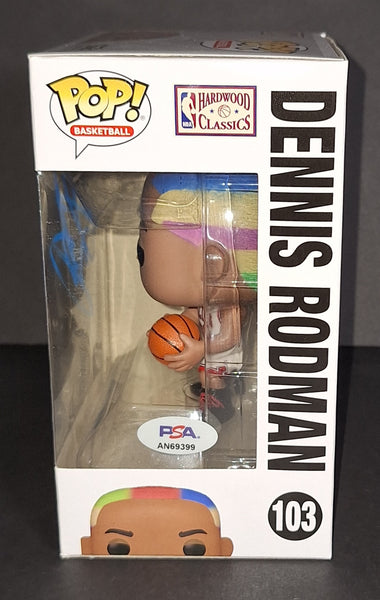 POP!
BASKETBALL
NBA
HARDWOOD
CLASSICS
DENNIS RODMAN
PSA
AN69399
103